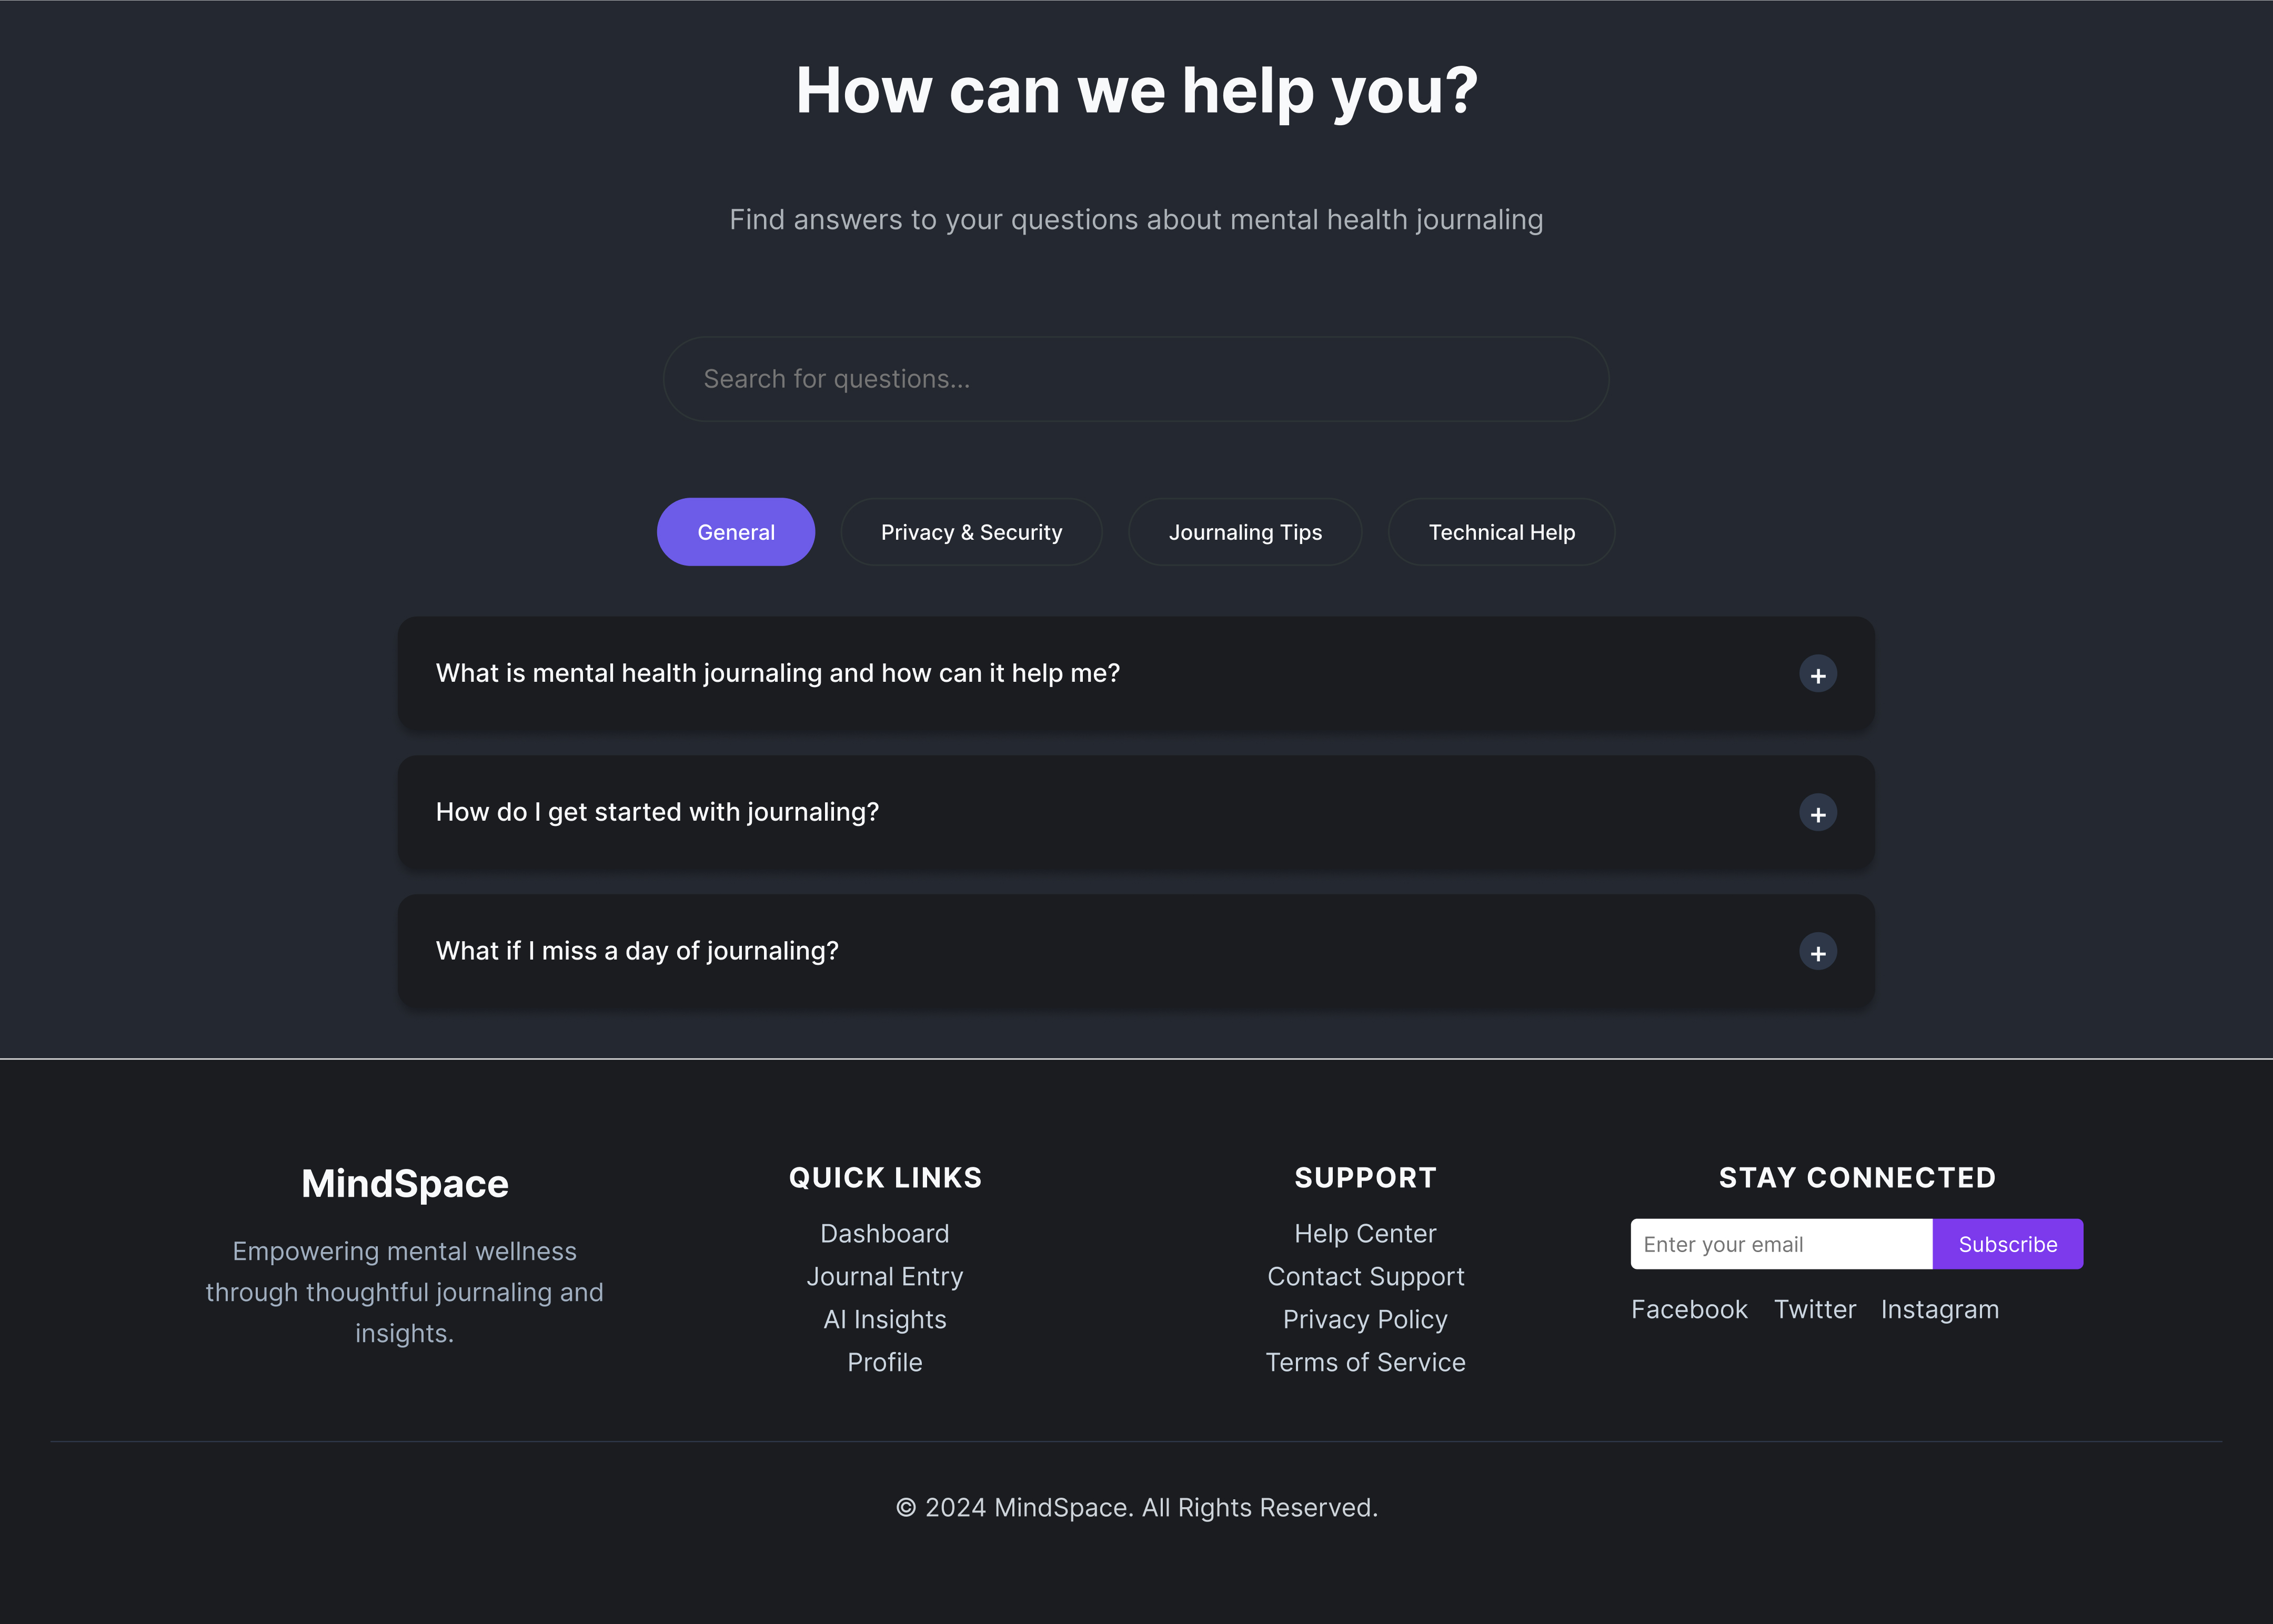 How can we help you?
Find answers to your questions about mental health journaling
Search for questions...
General
Privacy & Security
Journaling Tips
Technical Help
What is mental health journaling and how can it help me?
+
How do I get started with journaling?
+
What if I miss a day of journaling?
+
MindSpace
Empowering mental wellness
through thoughtful journaling and
insights.
QUICK LINKS
Dashboard
Journal Entry
AI Insights
Profile
SUPPORT
Help Center
Contact Support
Privacy Policy
Terms of Service
STAY CONNECTED
Enter your email
Subscribe
Facebook
Twitter
Instagram
© 2024 MindSpace. All Rights Reserved.